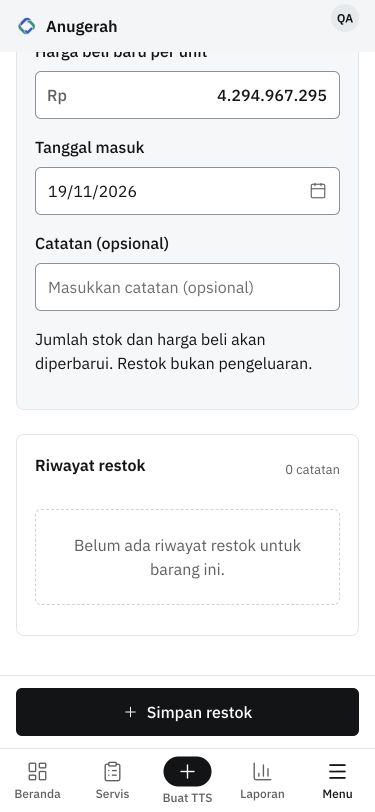 Anugerah
QA
Harga beli baru per unit
Rp 4.294.967.295
Tanggal masuk
19/11/2026
Catatan (opsional)
Masukkan catatan (opsional)
Jumlah stok dan harga beli akan
diperbarui. Restok bukan pengeluaran.
Riwayat restok
0 catatan
Belum ada riwayat restok untuk
barang ini.
+ Simpan restok
Beranda
Servis
Buat TTS
Laporan
Menu